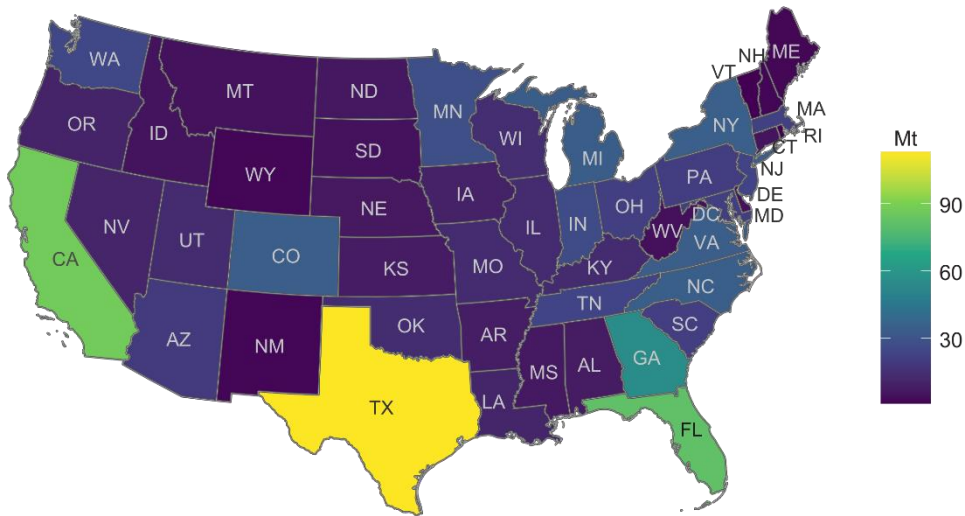 WA
MT
ND
MN
OR
ID
SD
WI
WY
MI
NY
VT
NH
ME
MA
RI
CT
NJ
PA
DE
MD
DC
NE
IA
IL
IN
OH
WV
VA
NV
UT
CO
KS
MO
KY
CA
AZ
NM
OK
AR
TN
NC
SC
MS
AL
GA
LA
TX
FL
Mt
90
60
30